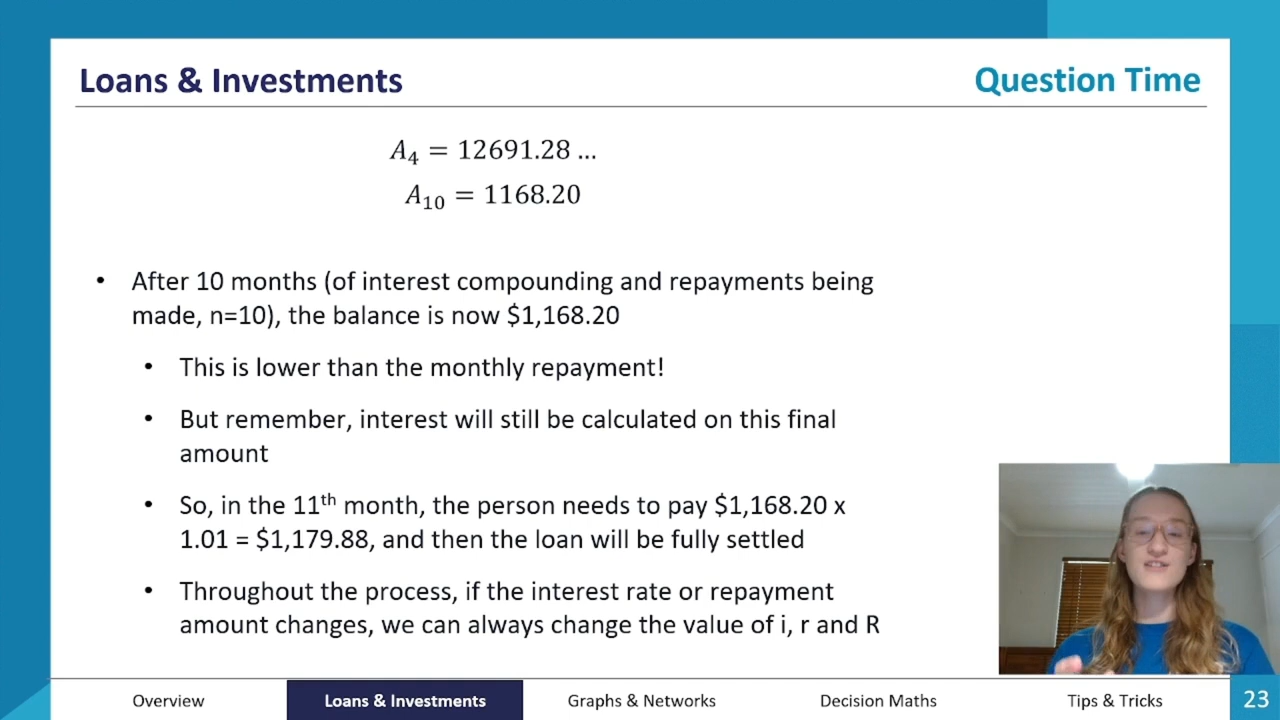 Loans & Investments
Question Time
A₄ = 12691.28 …
A₁₀ = 1168.20
• After 10 months (of interest compounding and repayments being
made, n=10), the balance is now $1,168.20
• This is lower than the monthly repayment!
• But remember, interest will still be calculated on this final
amount
• So, in the 11ᵗʰ month, the person needs to pay $1,168.20 x
1.01 = $1,179.88, and then the loan will be fully settled
• Throughout the process, if the interest rate or repayment
amount changes, we can always change the value of i, r and R
Overview Loans & Investments Graphs & Networks Decision Maths Tips & Tricks 23